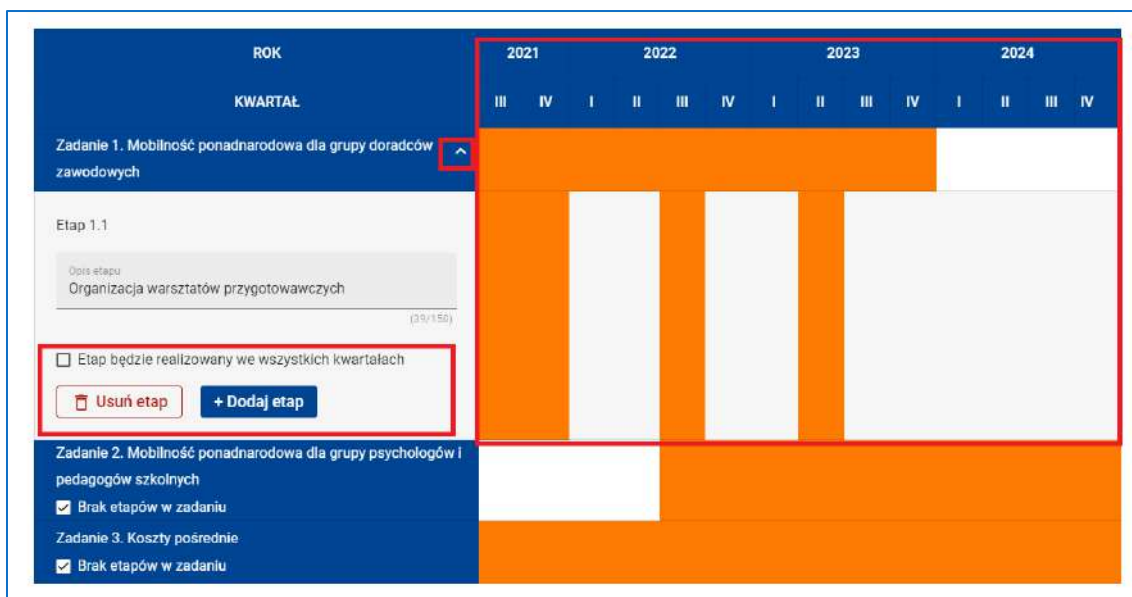 ROK 2021 2022 2023 2024
KWARTAŁ III IV I II III IV I II III IV I II III IV
Zadanie 1. Mobilność ponadnarodowa dla grupy doradców
zawodowych
Etap 1.1
Opis etapu
Organizacja warsztatów przygotowawczych
(39/150)
Etap będzie realizowany we wszystkich kwartałach
Usuń etap + Dodaj etap
Zadanie 2. Mobilność ponadnarodowa dla grupy psychologów i
pedagogów szkolnych
Brak etapów w zadaniu
Zadanie 3. Koszty pośrednie
Brak etapów w zadaniu